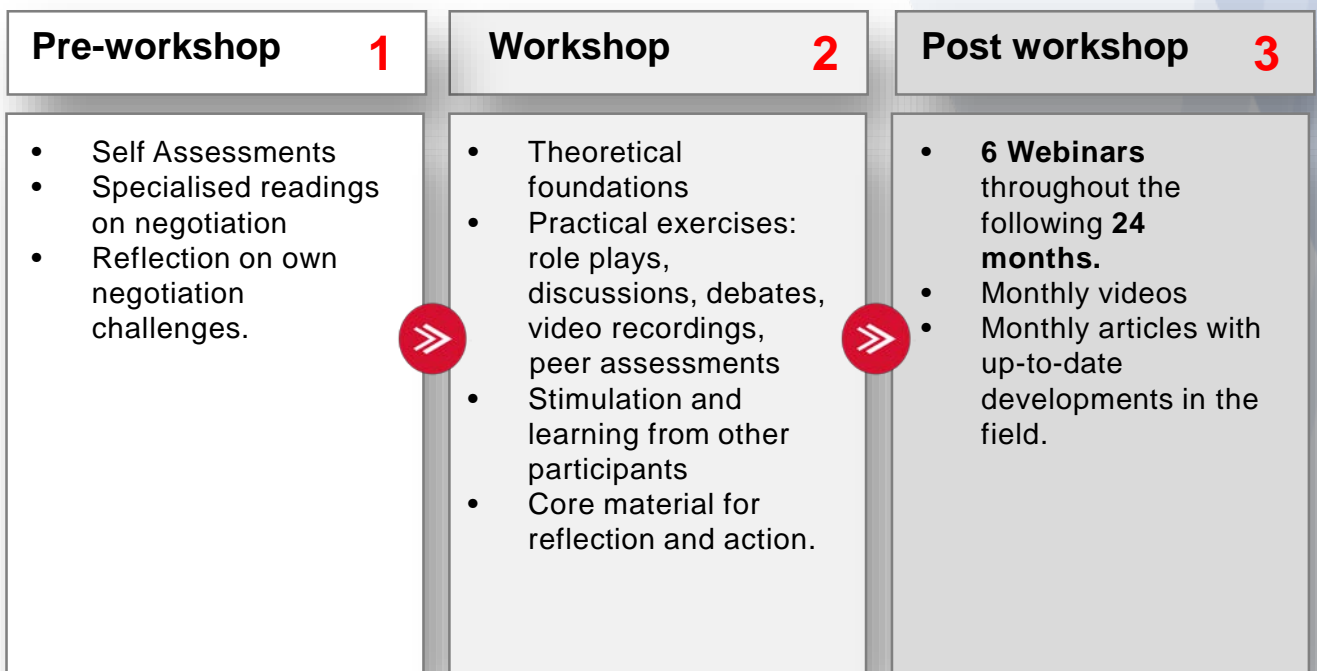 Pre-workshop 1
• Self Assessments
• Specialised readings
on negotiation
• Reflection on own
negotiation
challenges.
Workshop 2
• Theoretical
foundations
• Practical exercises:
role plays,
discussions, debates,
video recordings,
peer assessments
• Stimulation and
learning from other
participants
• Core material for
reflection and action.
Post workshop 3
• 6 Webinars
throughout the
following 24
months.
• Monthly videos
• Monthly articles with
up-to-date
developments in the
field.